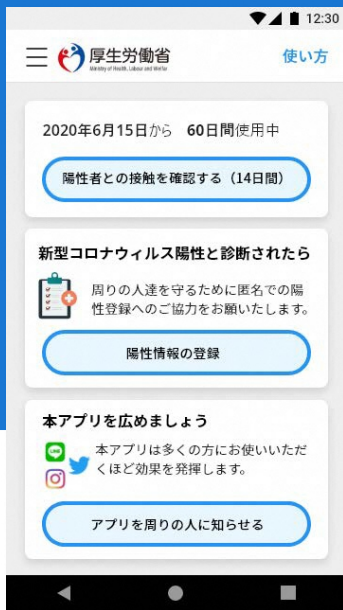 12:30
厚生労働省
Ministry of Health, Labour and Welfare
使い方
2020年6月15日から 60日間使用中
陽性者との接触を確認する（14日間）
新型コロナウィルス陽性と診断されたら
周りの人達を守るために匿名での陽
性登録へのご協力をお願いたします。
陽性情報の登録
本アプリを広めましょう
LINE
本アプリは多くの方にお使いいただ
くほど効果を発揮します。
アプリを周りの人に知らせる